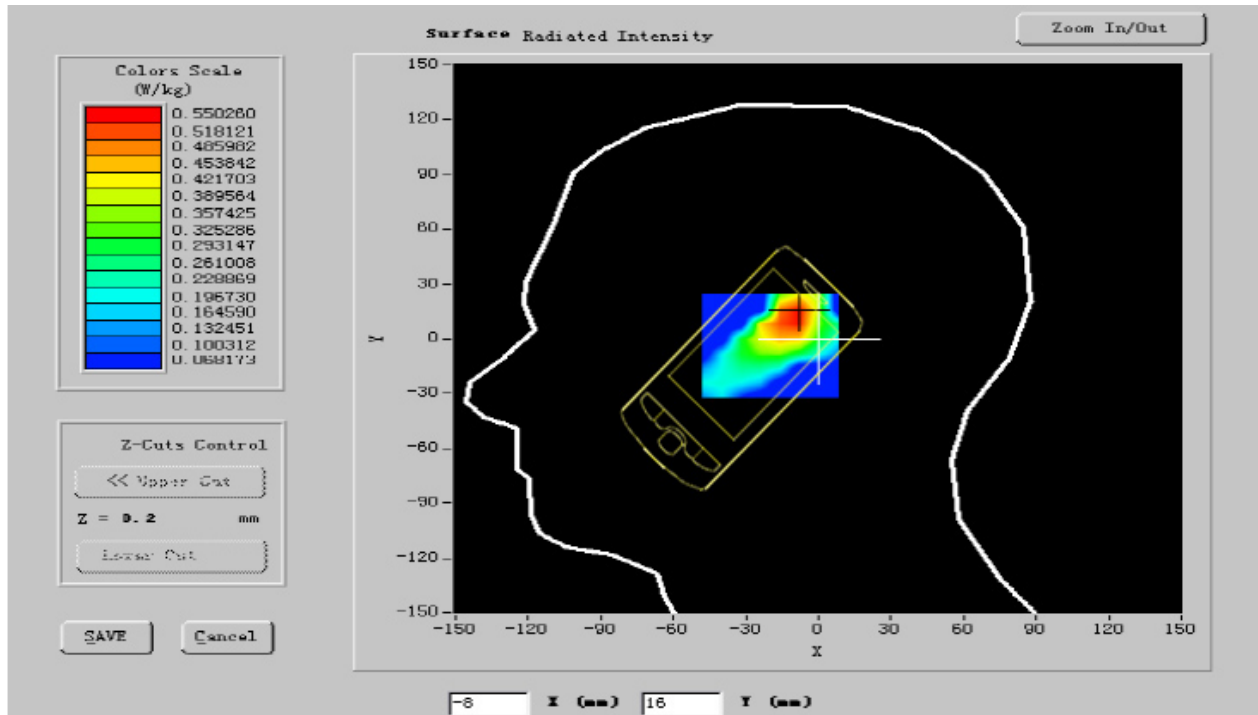 Surface Radiated Intensity
Zoom In/Out
Colors Scale
(W/kg)
0.550260
0.518121
0.485982
0.453842
0.421703
0.389564
0.357425
0.325286
0.293147
0.261008
0.228869
0.196730
0.164590
0.132451
0.100312
0.068173
Z-Cuts Control
<< Upper Cut
Z = 0.2 mm
Lower Cut
SAVE Cancel
150
120
90
60
30
0
-30
-60
-90
-120
-150
Y
-150 -120 -90 -60 -30 0 30 60 90 120 150
X
-8 X (mm) 16 Y (mm)